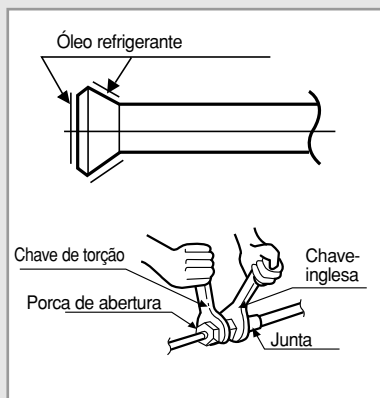 Óleo refrigerante
Chave de torção
Chave-
inglesa
Porca de abertura
Junta